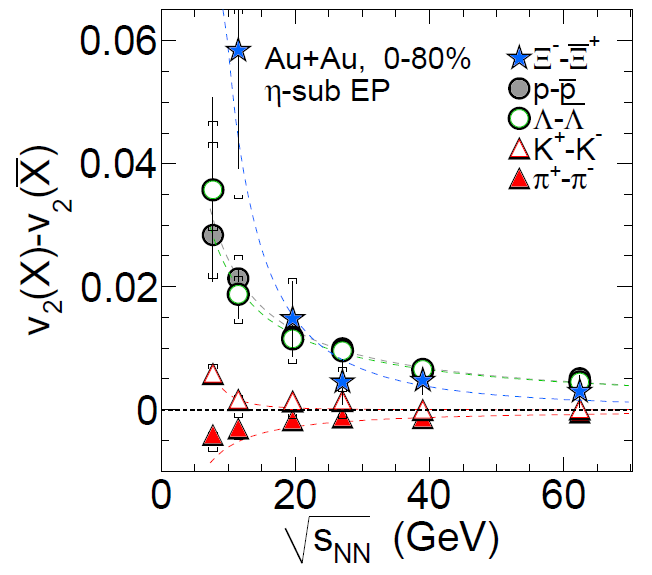 Au+Au, 0-80%
η-sub EP
Ξ⁻-Ξ̅⁺
p-p̅
Λ-Λ̅
K⁺-K⁻
π⁺-π⁻
v₂(X)-v₂(X̅)
0.06
0.04
0.02
0
0 20 40 60
√sNN (GeV)